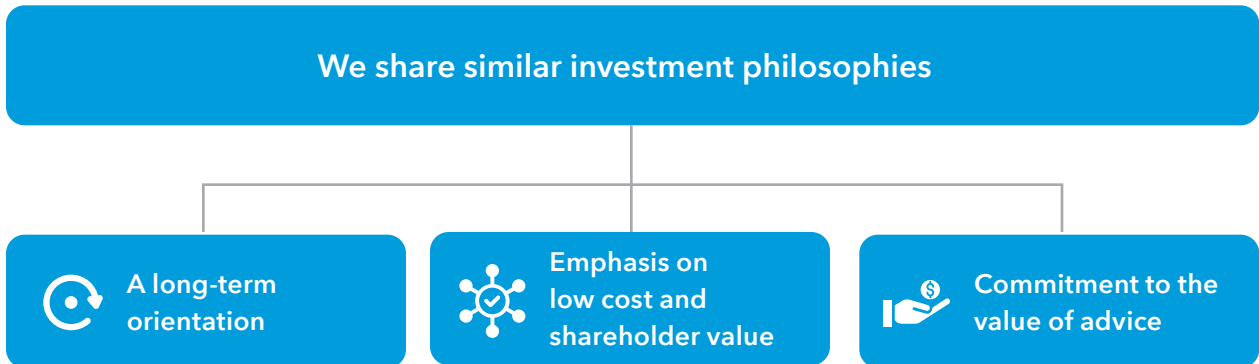 We share similar investment philosophies
A long-term
orientation
Emphasis on
low cost and
shareholder value
$
Commitment to the
value of advice